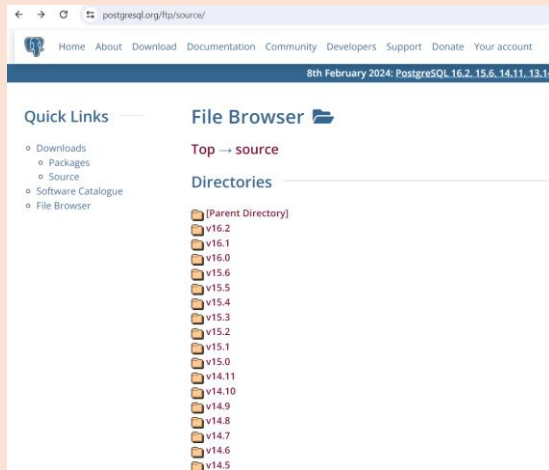 postgresql.org/ftp/source/
Home About Download Documentation Community Developers Support Donate Your account
8th February 2024: PostgreSQL 16.2, 15.6, 14.11, 13.1
Quick Links
Downloads
Packages
Source
Software Catalogue
File Browser
File Browser
Top → source
Directories
[Parent Directory]
v16.2
v16.1
v16.0
v15.6
v15.5
v15.4
v15.3
v15.2
v15.1
v15.0
v14.11
v14.10
v14.9
v14.8
v14.7
v14.6
v14.5